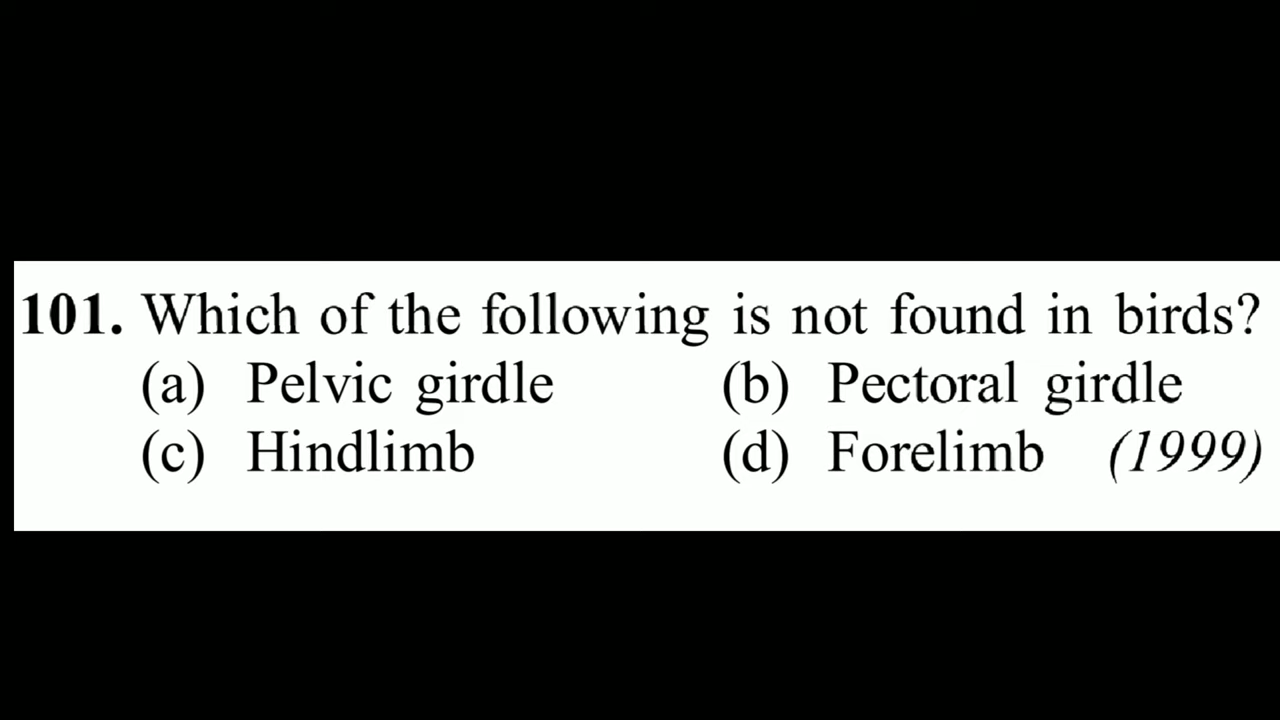 101. Which of the following is not found in birds?
(a) Pelvic girdle (b) Pectoral girdle
(c) Hindlimb (d) Forelimb (1999)